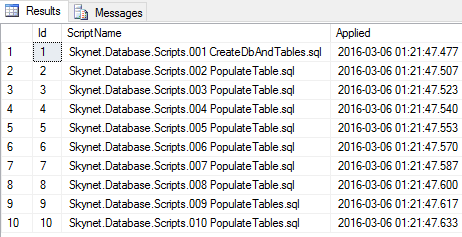 Results Messages
Id ScriptName Applied
1 1 Skynet.Database.Scripts.001 CreateDbAndTables.sql 2016-03-06 01:21:47.477
2 2 Skynet.Database.Scripts.002 PopulateTable.sql 2016-03-06 01:21:47.507
3 3 Skynet.Database.Scripts.003 PopulateTable.sql 2016-03-06 01:21:47.523
4 4 Skynet.Database.Scripts.004 PopulateTable.sql 2016-03-06 01:21:47.540
5 5 Skynet.Database.Scripts.005 PopulateTable.sql 2016-03-06 01:21:47.553
6 6 Skynet.Database.Scripts.006 PopulateTable.sql 2016-03-06 01:21:47.570
7 7 Skynet.Database.Scripts.007 PopulateTable.sql 2016-03-06 01:21:47.587
8 8 Skynet.Database.Scripts.008 PopulateTable.sql 2016-03-06 01:21:47.600
9 9 Skynet.Database.Scripts.009 PopulateTables.sql 2016-03-06 01:21:47.617
10 10 Skynet.Database.Scripts.010 PopulateTables.sql 2016-03-06 01:21:47.633